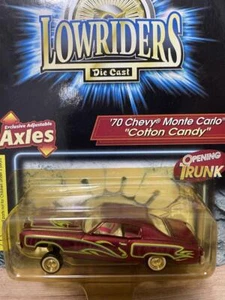 LOWRIDERS
Die Cast
Exclusive Adjustable
Axles
'70 Chevy® Monte Carlo
"Cotton Candy"
OPENING
TRUNK